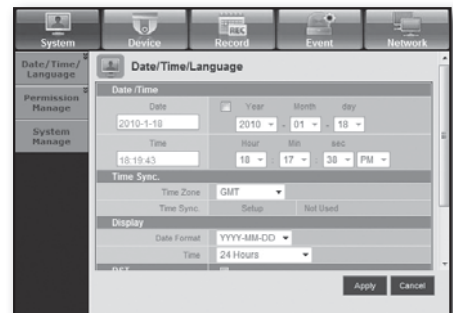 System Device Record Event Network
Date/Time/
Language
Permission
Manage
System
Manage
Date/Time/Language
Date /Time
Date Year Month day
2010-1-18 2010 - 01 - 18
Time Hour Min sec
18:19:43 18 : 17 : 38 PM
Time Sync.
Time Zone GMT
Time Sync. Setup Not Used
Display
Date Format YYYY-MM-DD
Time 24 Hours
DST
Apply Cancel